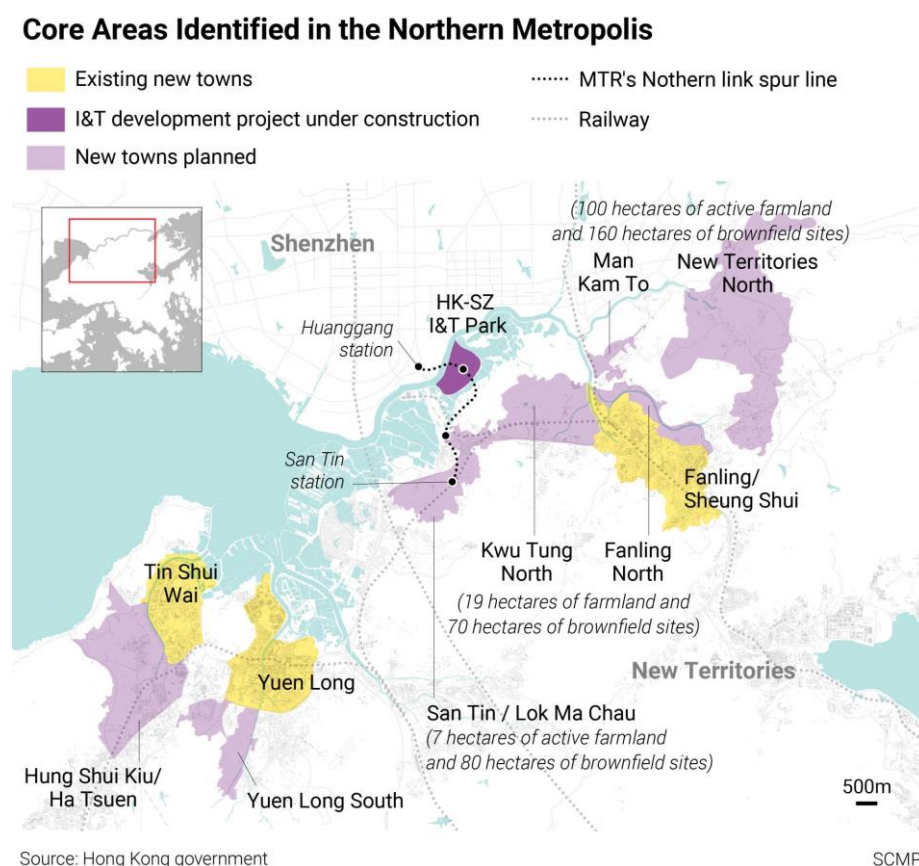 Core Areas Identified in the Northern Metropolis
Existing new towns
I&T development project under construction
New towns planned
MTR's Nothern link spur line
Railway
Shenzhen
(100 hectares of active farmland
and 160 hectares of brownfield sites)
Man
Kam To
New Territories
North
HK-SZ
I&T Park
Huanggang
station
San Tin
station
Fanling/
Sheung Shui
Kwu Tung
North
Fanling
North
(19 hectares of farmland and
70 hectares of brownfield sites)
Tin Shui
Wai
Yuen Long
New Territories
San Tin / Lok Ma Chau
(7 hectares of active farmland
and 80 hectares of brownfield sites)
Hung Shui Kiu/
Ha Tsuen
Yuen Long South
500m
Source: Hong Kong government
SCMP